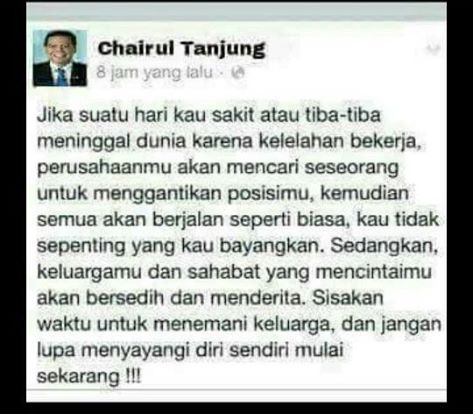 Chairul Tanjung
8 jam yang lalu ·
Jika suatu hari kau sakit atau tiba-tiba
meninggal dunia karena kelelahan bekerja,
perusahaanmu akan mencari seseorang
untuk menggantikan posisimu, kemudian
semua akan berjalan seperti biasa, kau tidak
sepenting yang kau bayangkan. Sedangkan,
keluargamu dan sahabat yang mencintaimu
akan bersedih dan menderita. Sisakan
waktu untuk menemani keluarga, dan jangan
lupa menyayangi diri sendiri mulai
sekarang !!!